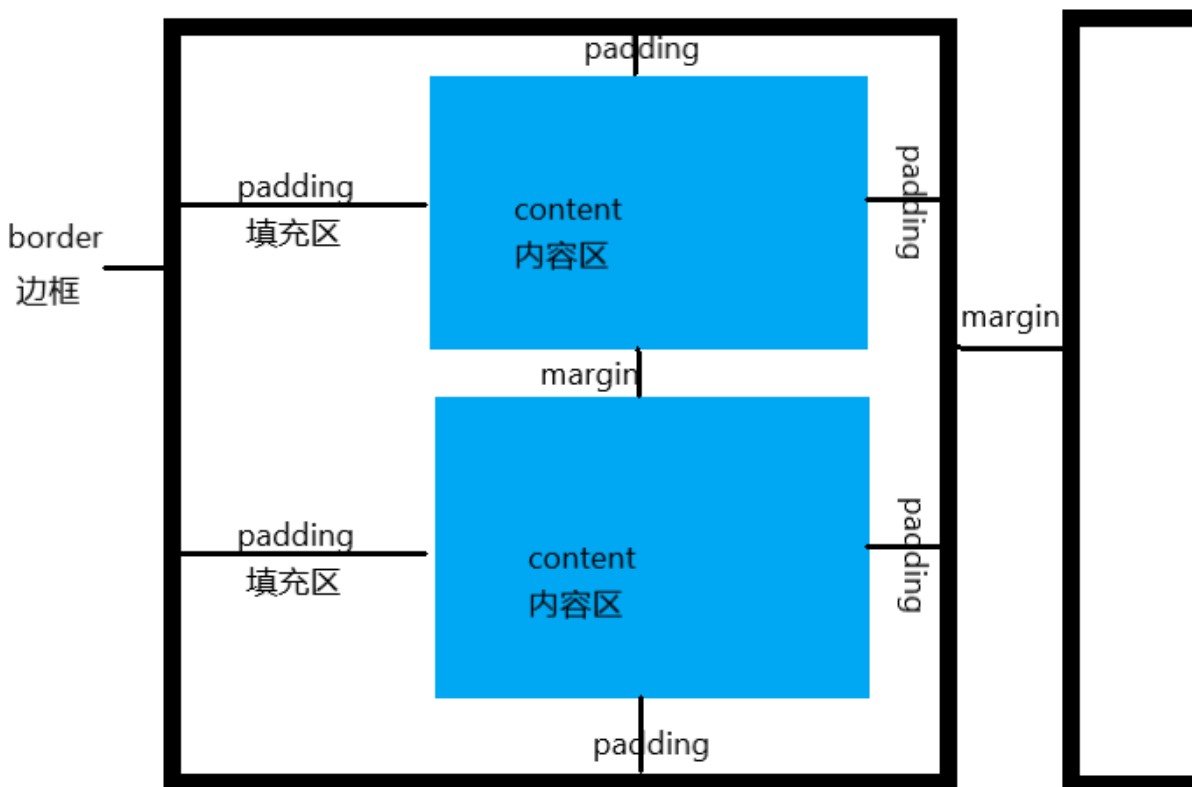 padding
padding
填充区
padding
content
内容区
border
边框
margin
margin
padding
填充区
padding
content
内容区
padding